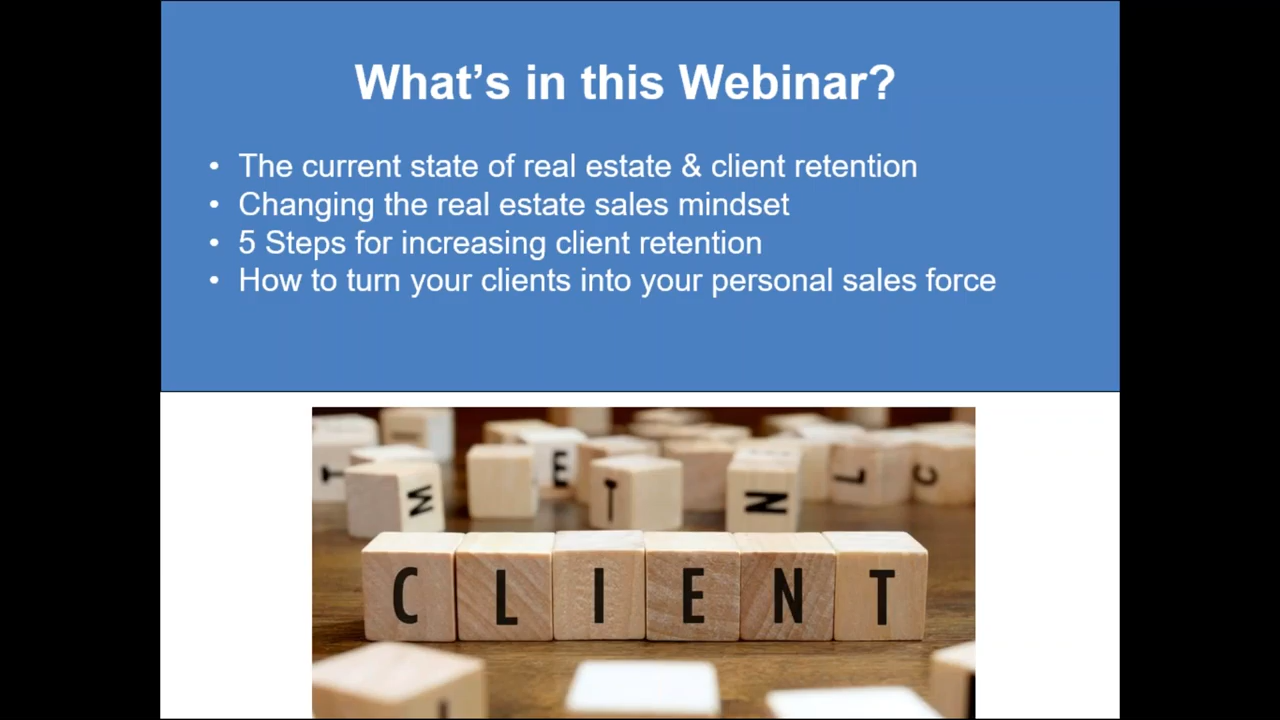 What's in this Webinar?
• The current state of real estate & client retention
• Changing the real estate sales mindset
• 5 Steps for increasing client retention
• How to turn your clients into your personal sales force
T M E T N L C
CLIENT